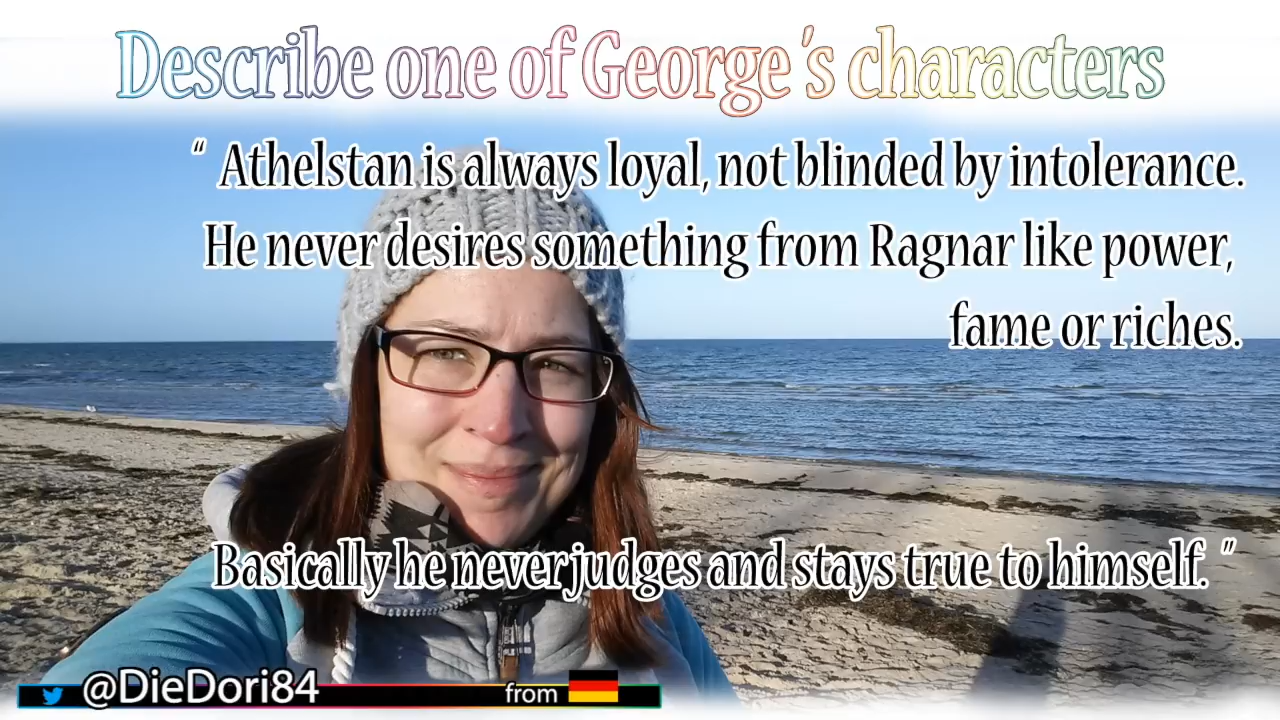 Describe one of George's characters
" Athelstan is always loyal, not blinded by intolerance.
He never desires something from Ragnar like power,
fame or riches.
Basically he never judges and stays true to himself. "
@DieDori84
from